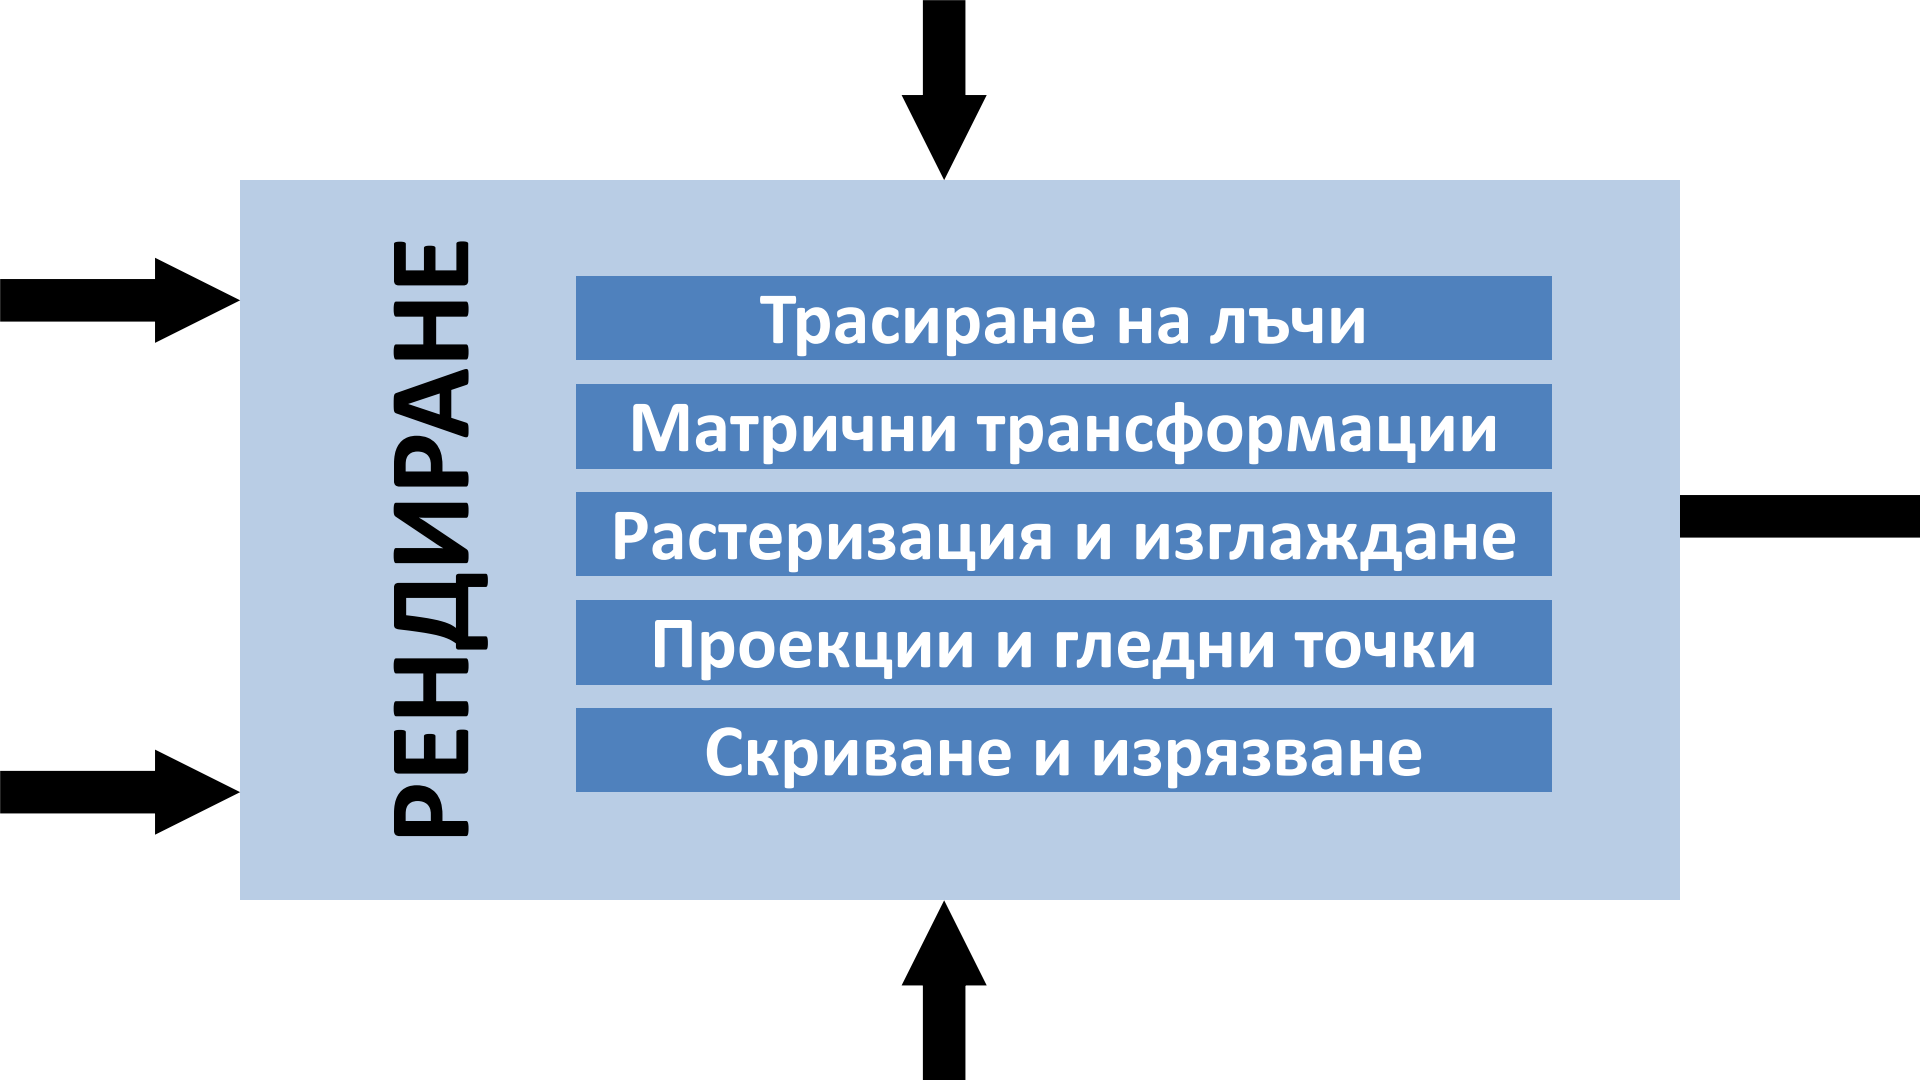 РЕНДИРАНЕ
Трасиране на лъчи
Матрични трансформации
Растеризация и изглаждане
Проекции и гледни точки
Скриване и изрязване